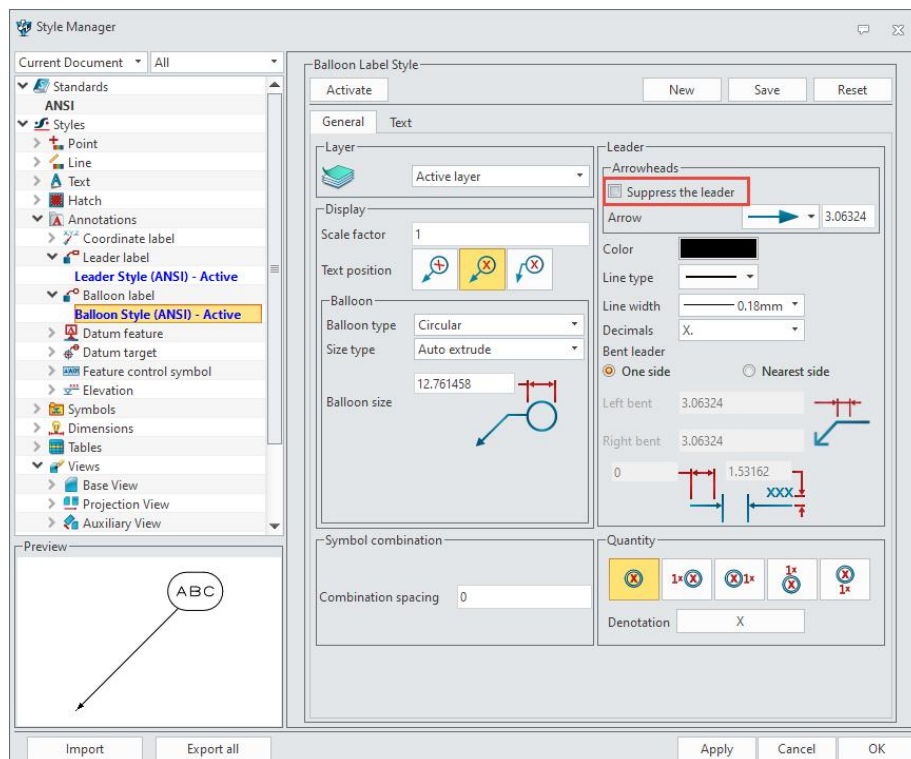 Style Manager
Current Document All
Standards
ANSI
Styles
Point
Line
Text
Hatch
Annotations
Coordinate label
Leader label
Leader Style (ANSI) - Active
Balloon label
Balloon Style (ANSI) - Active
Datum feature
Datum target
Feature control symbol
Elevation
Symbols
Dimensions
Tables
Views
Base View
Projection View
Auxiliary View
Preview
ABC
Import Export all
Balloon Label Style
Activate New Save Reset
General Text
Layer
Active layer
Display
Scale factor 1
Text position
Balloon
Balloon type Circular
Size type Auto extrude
12.761458
Balloon size
Symbol combination
Combination spacing 0
Leader
Arrowheads
Suppress the leader
Arrow 3.06324
Color
Line type
Line width 0.18mm
Decimals X.
Bent leader
One side Nearest side
Left bent 3.06324
Right bent 3.06324
0 1.53162
XXX
Quantity
X 1x X X 1x 1x X X 1x
Denotation X
Apply Cancel OK